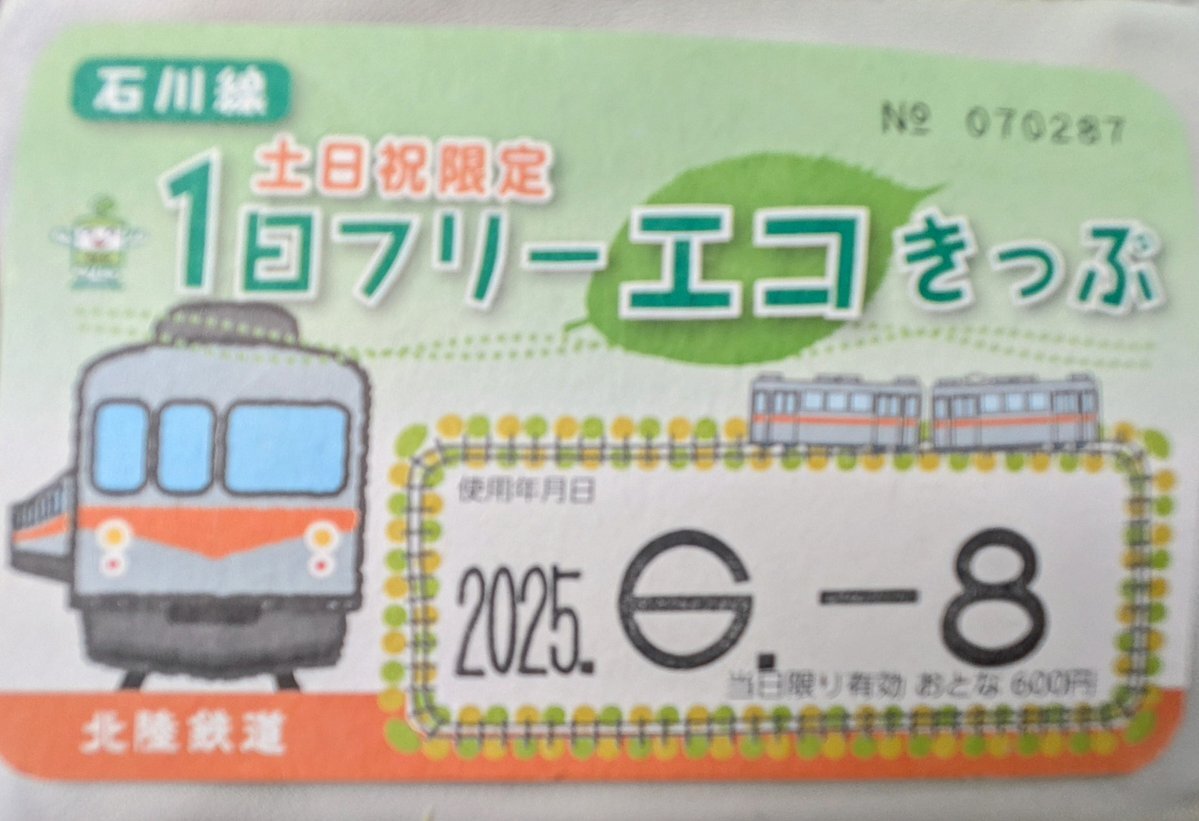 石川線
№ 070287
土日祝限定
1日フリーエコきっぷ
使用年月日
2025. 6. -8
当日限り有効 おとな 600円
北陸鉄道